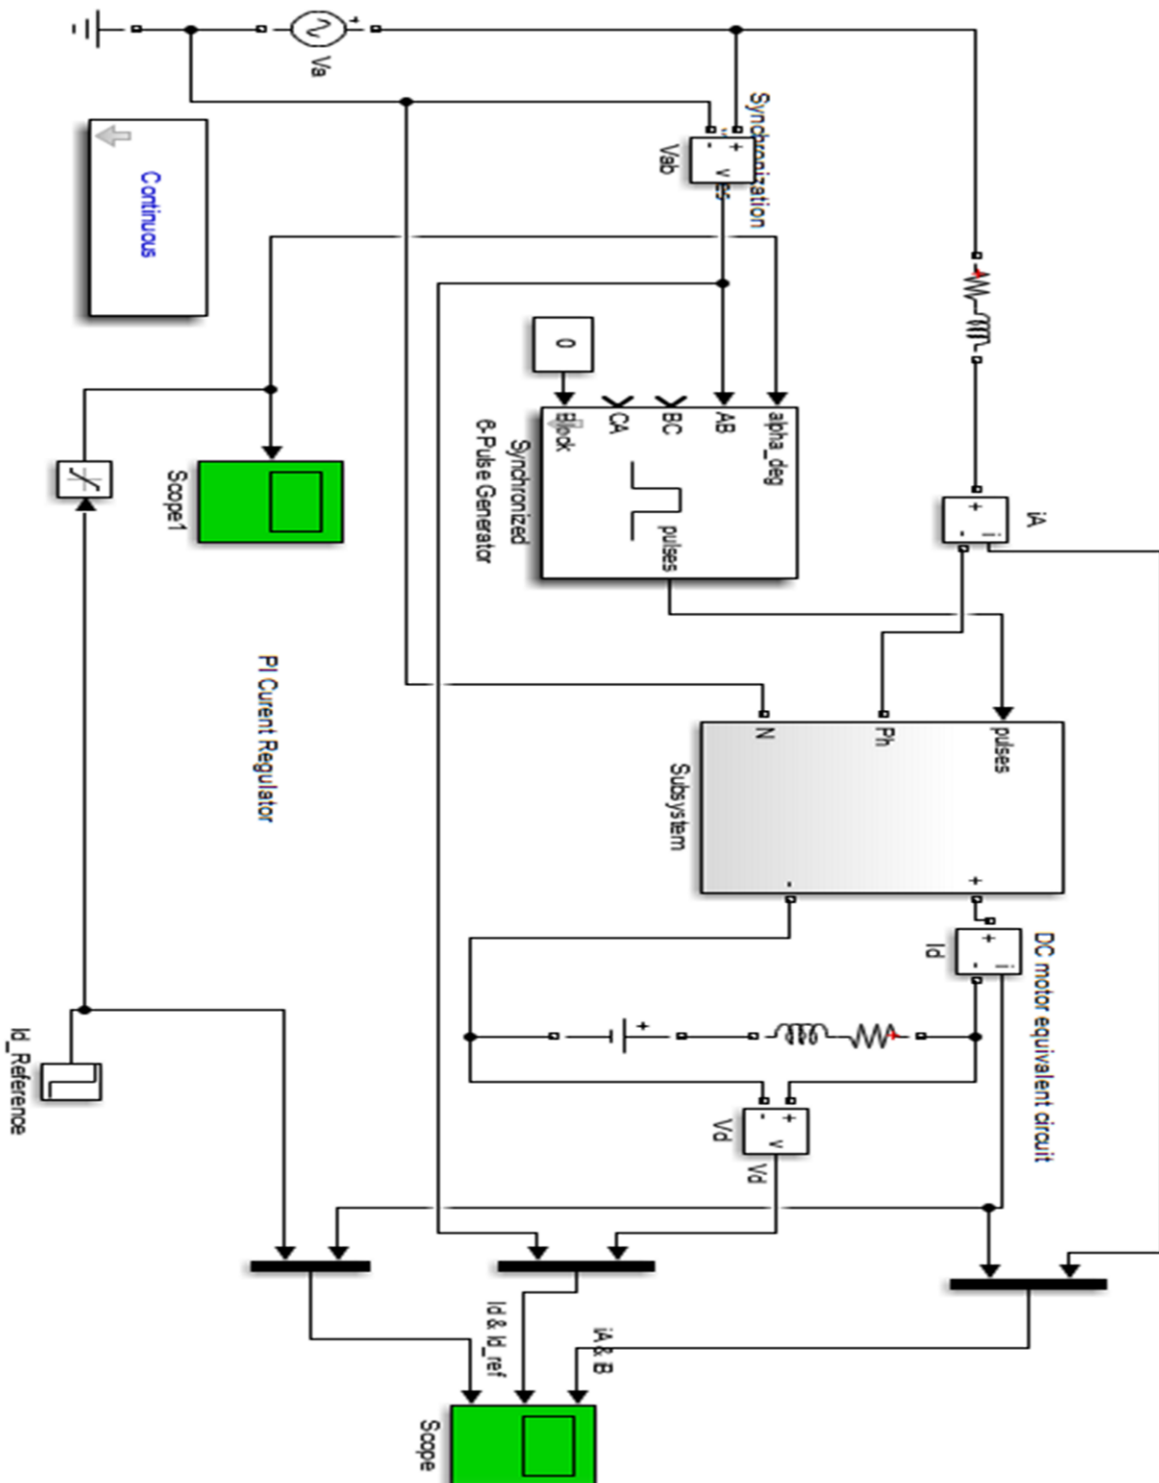 iA
DC motor equivalent circuit
+
i
-
pulses
+
+
i
-
Id
Ph
Synchronization
alpha_deg
+
-
v
Vab
AB
BC
pulses
CA
Block
0
Synchronized
6-Pulse Generator
N
-
Subsystem
+
+
-
v
Vd
Vd
iA & B
Id & Id_ref
Scope
+
Va
PI Curent Regulator
Scope1
Continuous
Id_Reference